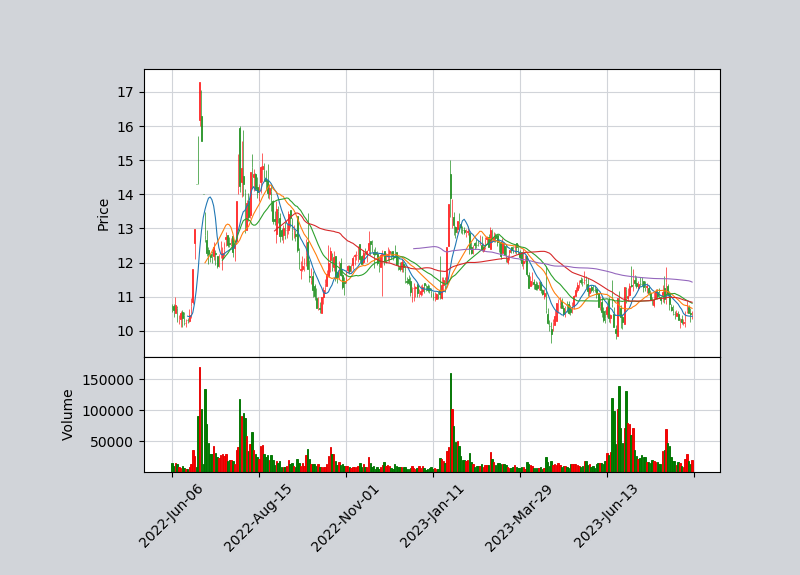 17
16
15
14
13
12
11
10
Price
150000
100000
50000
Volume
2022-Jun-06
2022-Aug-15
2022-Nov-01
2023-Jan-11
2023-Mar-29
2023-Jun-13